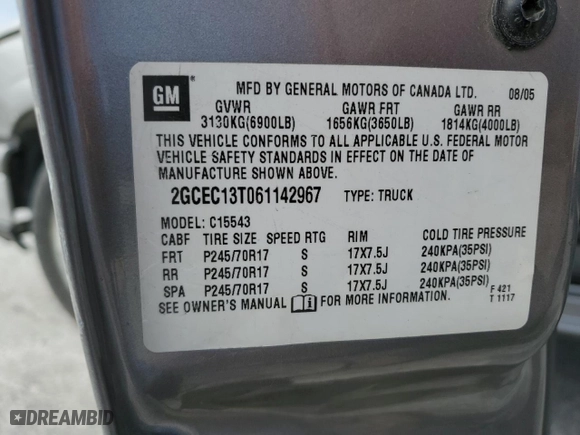 GM
MFD BY GENERAL MOTORS OF CANADA LTD. 08/05
GVWR GAWR FRT GAWR RR
3130KG(6900LB) 1656KG(3650LB) 1814KG(4000LB)
THIS VEHICLE CONFORMS TO ALL APPLICABLE U.S. FEDERAL MOTOR
VEHICLE SAFETY STANDARDS IN EFFECT ON THE DATE OF
MANUFACTURE SHOWN ABOVE.
2GCEC13T061142967 TYPE: TRUCK
MODEL: C15543
CABF TIRE SIZE SPEED RTG RIM COLD TIRE PRESSURE
FRT P245/70R17 S 17X7.5J 240KPA(35PSI)
RR P245/70R17 S 17X7.5J 240KPA(35PSI)
SPA P245/70R17 S 17X7.5J 240KPA(35PSI)
SEE OWNER'S MANUAL FOR MORE INFORMATION.
F 421
T 1117
DREAMBID